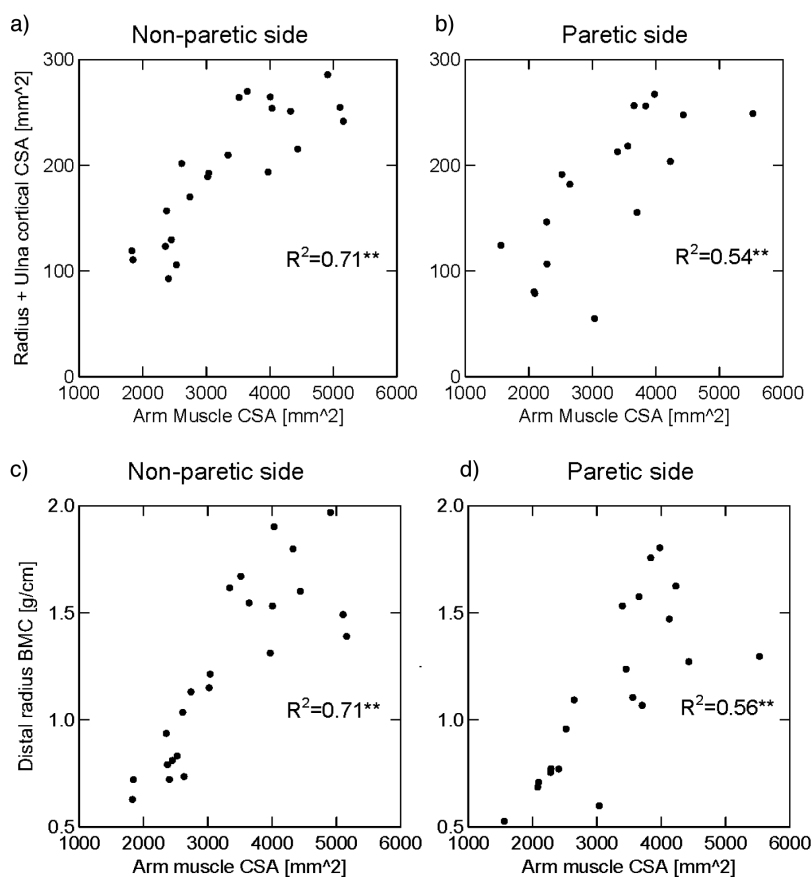 a)
Non-paretic side
b)
Paretic side
Radius + Ulna cortical CSA [mm^2]
300
200
100
0
R²=0.71**
1000 2000 3000 4000 5000 6000
Arm Muscle CSA [mm^2]
300
200
100
0
R²=0.54**
1000 2000 3000 4000 5000 6000
Arm Muscle CSA [mm^2]
c)
Non-paretic side
d)
Paretic side
Distal radius BMC [g/cm]
2.0
1.5
1.0
0.5
R²=0.71**
1000 2000 3000 4000 5000 6000
Arm muscle CSA [mm^2]
2.0
1.5
1.0
0.5
R²=0.56**
1000 2000 3000 4000 5000 6000
Arm muscle CSA [mm^2]